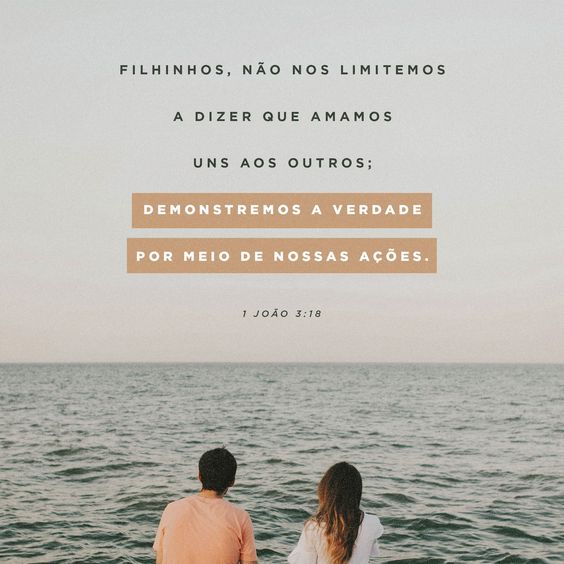 FILHINHOS, NÃO NOS LIMITEMOS
A DIZER QUE AMAMOS
UNS AOS OUTROS;
DEMONSTREMOS A VERDADE
POR MEIO DE NOSSAS AÇÕES.
1 JOÃO 3:18